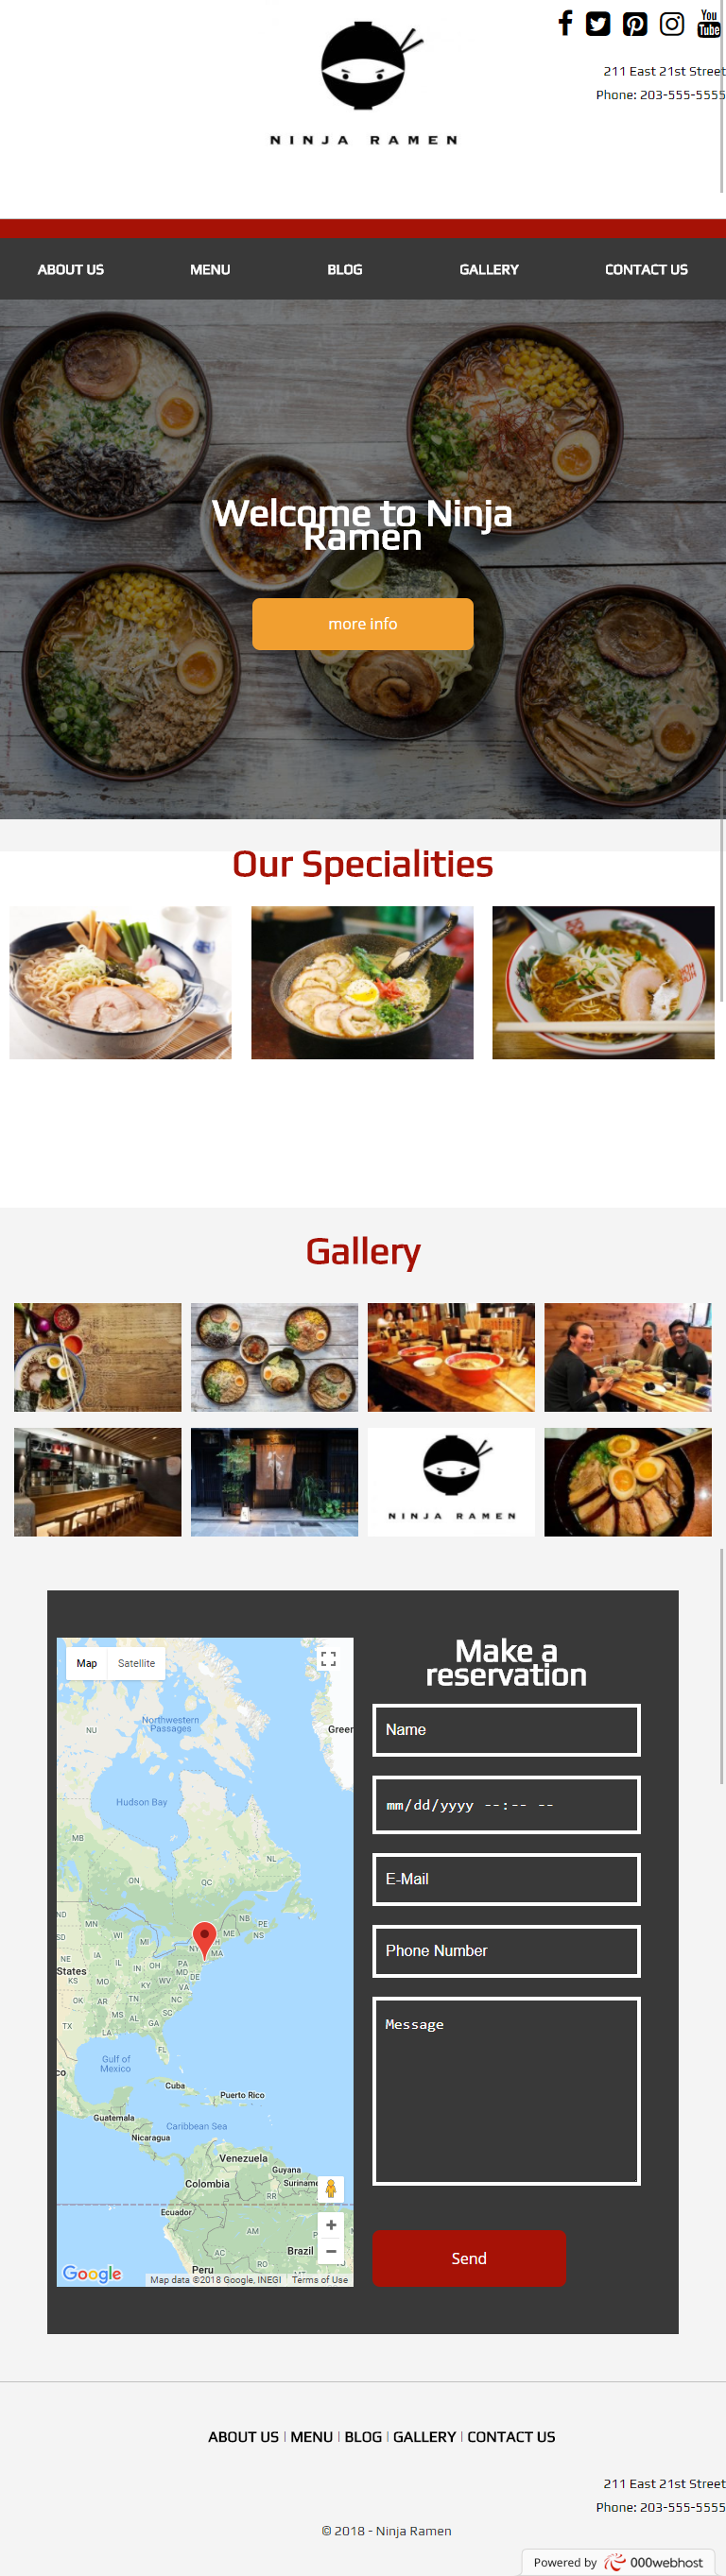 You
Tube
211 East 21st Street
Phone: 203-555-5555
NINJA RAMEN
ABOUT US MENU BLOG GALLERY CONTACT US
Welcome to Ninja
Ramen
more info
Our Specialities
Gallery
NINJA RAMEN
Make a
reservation
Name
mm/dd/yyyy --:-- --
E-Mail
Phone Number
Message
Send
Map Satellite
Northwestern
Passages
Green
NU
Hudson Bay
MB
ON
QC
ND
NB
PE
MN
WI
MI
NY
ME
NS
MA
NE
IA
IL
IN
OH
PA
MD
DE
States
KS
MO
KY
WV
VA
OK
AR
TN
NC
MS
AL
SC
GA
TX
LA
FL
Gulf of
Mexico
co
Cuba
Puerto Rico
Guatemala
Caribbean Sea
Nicaragua
Venezuela
Guyana
Colombia
Suriname
RR
AP
Ecuador
AM
P
Brazil
AC
RO
Peru
MT
Google
Map data ©2018 Google, INEGI Terms of Use
ABOUT US | MENU | BLOG | GALLERY | CONTACT US
211 East 21st Street
Phone: 203-555-5555
© 2018 - Ninja Ramen
Powered by 000webhost